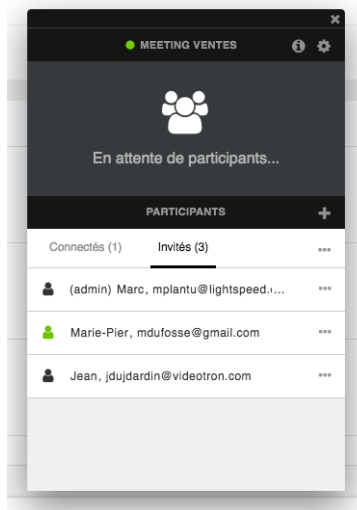 MEETING VENTES
En attente de participants...
PARTICIPANTS
Connectés (1) Invités (3)
(admin) Marc, mplantu@lightspeed.…
Marie-Pier, mdufosse@gmail.com
Jean, jdujdardin@videotron.com